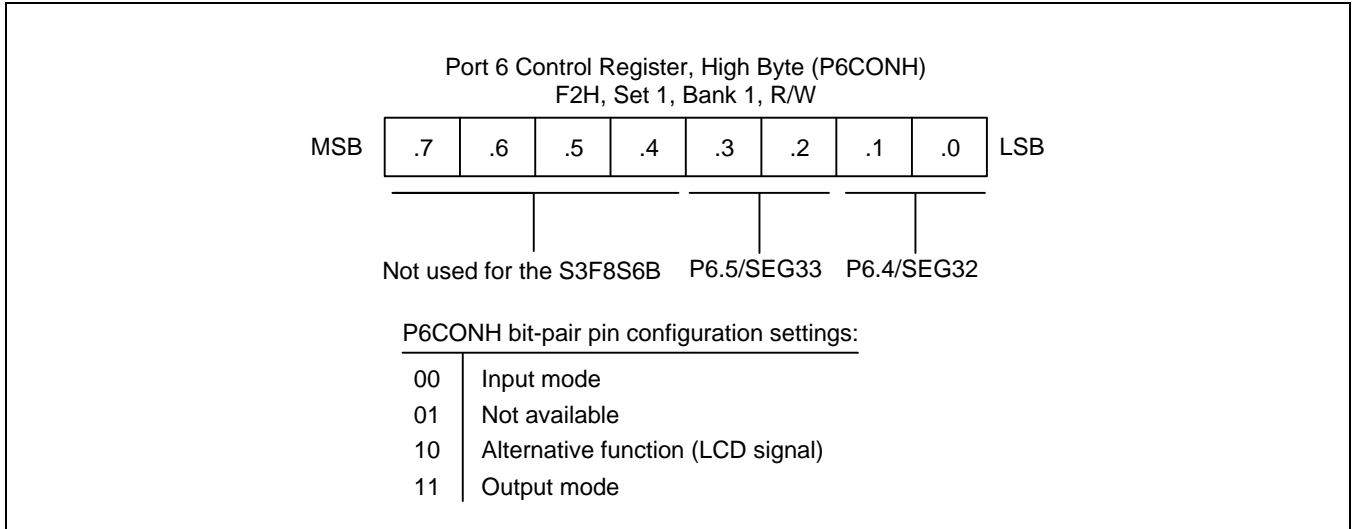 Port 6 Control Register, High Byte (P6CONH)
F2H, Set 1, Bank 1, R/W
MSB .7 .6 .5 .4 .3 .2 .1 .0 LSB
Not used for the S3F8S6B P6.5/SEG33 P6.4/SEG32
P6CONH bit-pair pin configuration settings:
00 Input mode
01 Not available
10 Alternative function (LCD signal)
11 Output mode